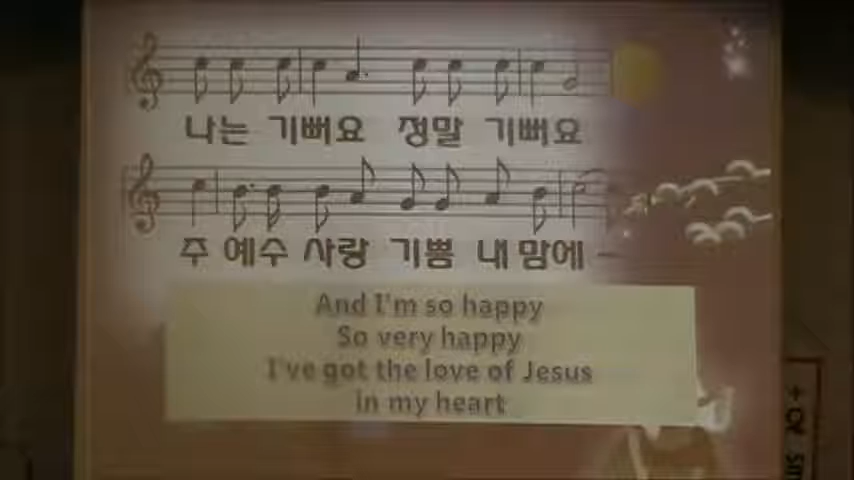 나는 기뻐요 정말 기뻐요
주 예수 사랑 기쁨 내 맘에
And I'm so happy
So very happy
I've got the love of Jesus
in my heart